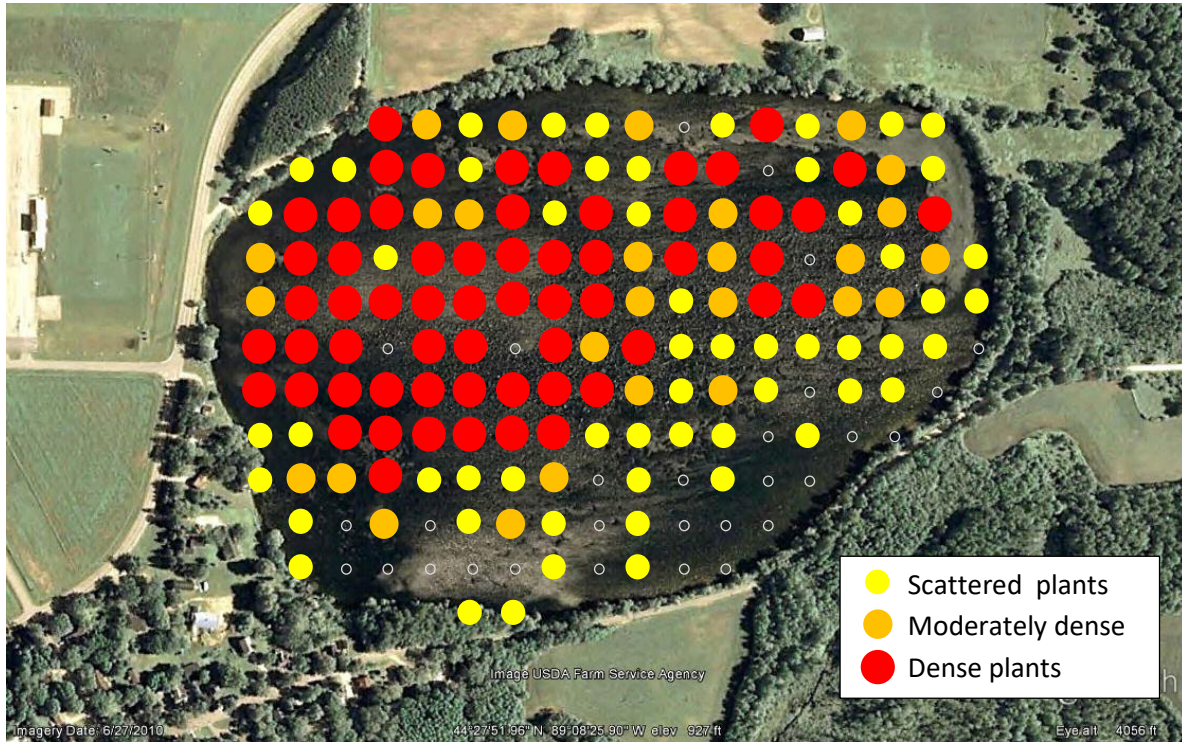 Scattered plants
Moderately dense
Dense plants
Image USDA Farm Service Agency
Imagery Date: 6/27/2010
44°27'51.96" N 89°08'25.90" W elev 927 ft
Eye alt 4056 ft